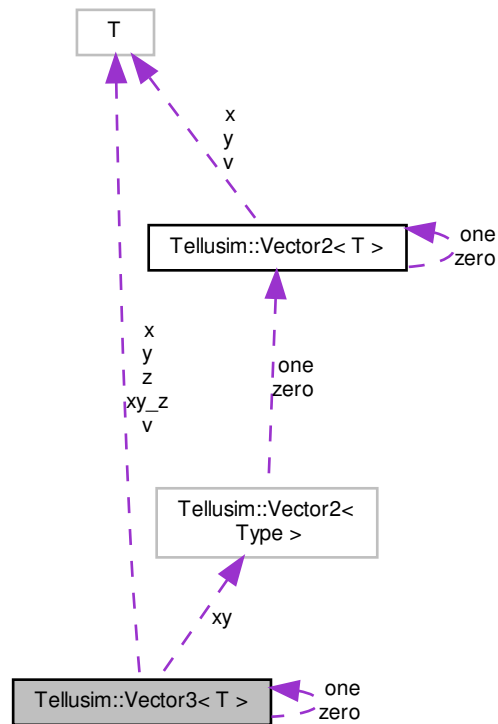 T
x
y
v
Tellusim::Vector2< T >
one
zero
x
y
z
xy_z
v
one
zero
Tellusim::Vector2<
Type >
xy
Tellusim::Vector3< T >
one
zero